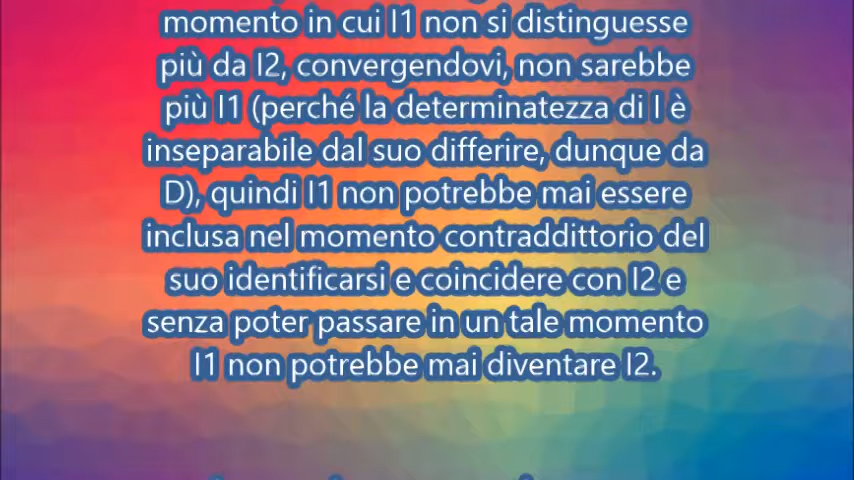 momento in cui I1 non si distinguesse
più da I2, convergendovi, non sarebbe
più I1 (perché la determinatezza di I è
inseparabile dal suo differire, dunque da
D), quindi I1 non potrebbe mai essere
inclusa nel momento contraddittorio del
suo identificarsi e coincidere con I2 e
senza poter passare in un tale momento
I1 non potrebbe mai diventare I2.